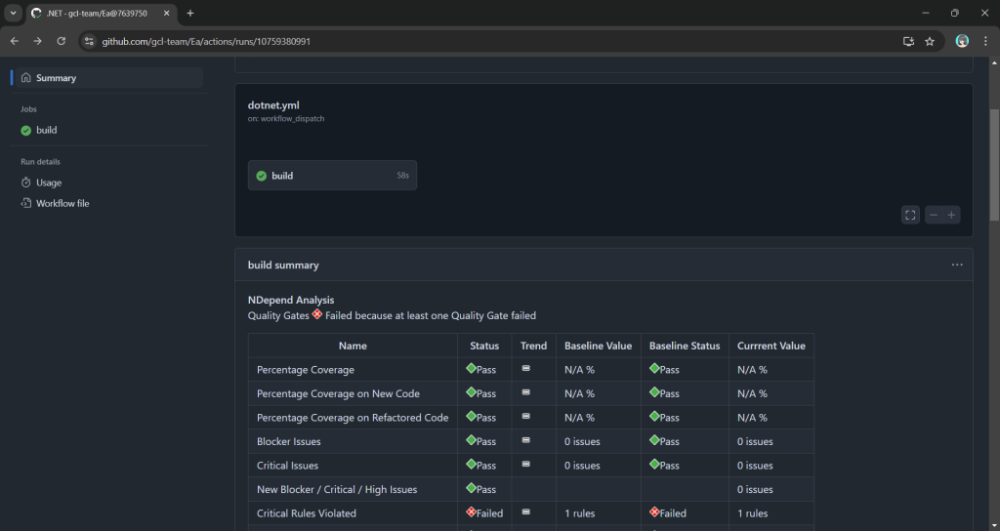 .NET - gcl-team/Ea@7639750
github.com/gcl-team/Ea/actions/runs/10759380991
Summary
Jobs
build
Run details
Usage
Workflow file
dotnet.yml
on: workflow_dispatch
build 58s
build summary
NDepend Analysis
Quality Gates Failed because at least one Quality Gate failed
Name Status Trend Baseline Value Baseline Status Currrent Value
Percentage Coverage Pass N/A % Pass N/A %
Percentage Coverage on New Code Pass N/A % Pass N/A %
Percentage Coverage on Refactored Code Pass N/A % Pass N/A %
Blocker Issues Pass 0 issues Pass 0 issues
Critical Issues Pass 0 issues Pass 0 issues
New Blocker / Critical / High Issues Pass 0 issues
Critical Rules Violated Failed 1 rules Failed 1 rules